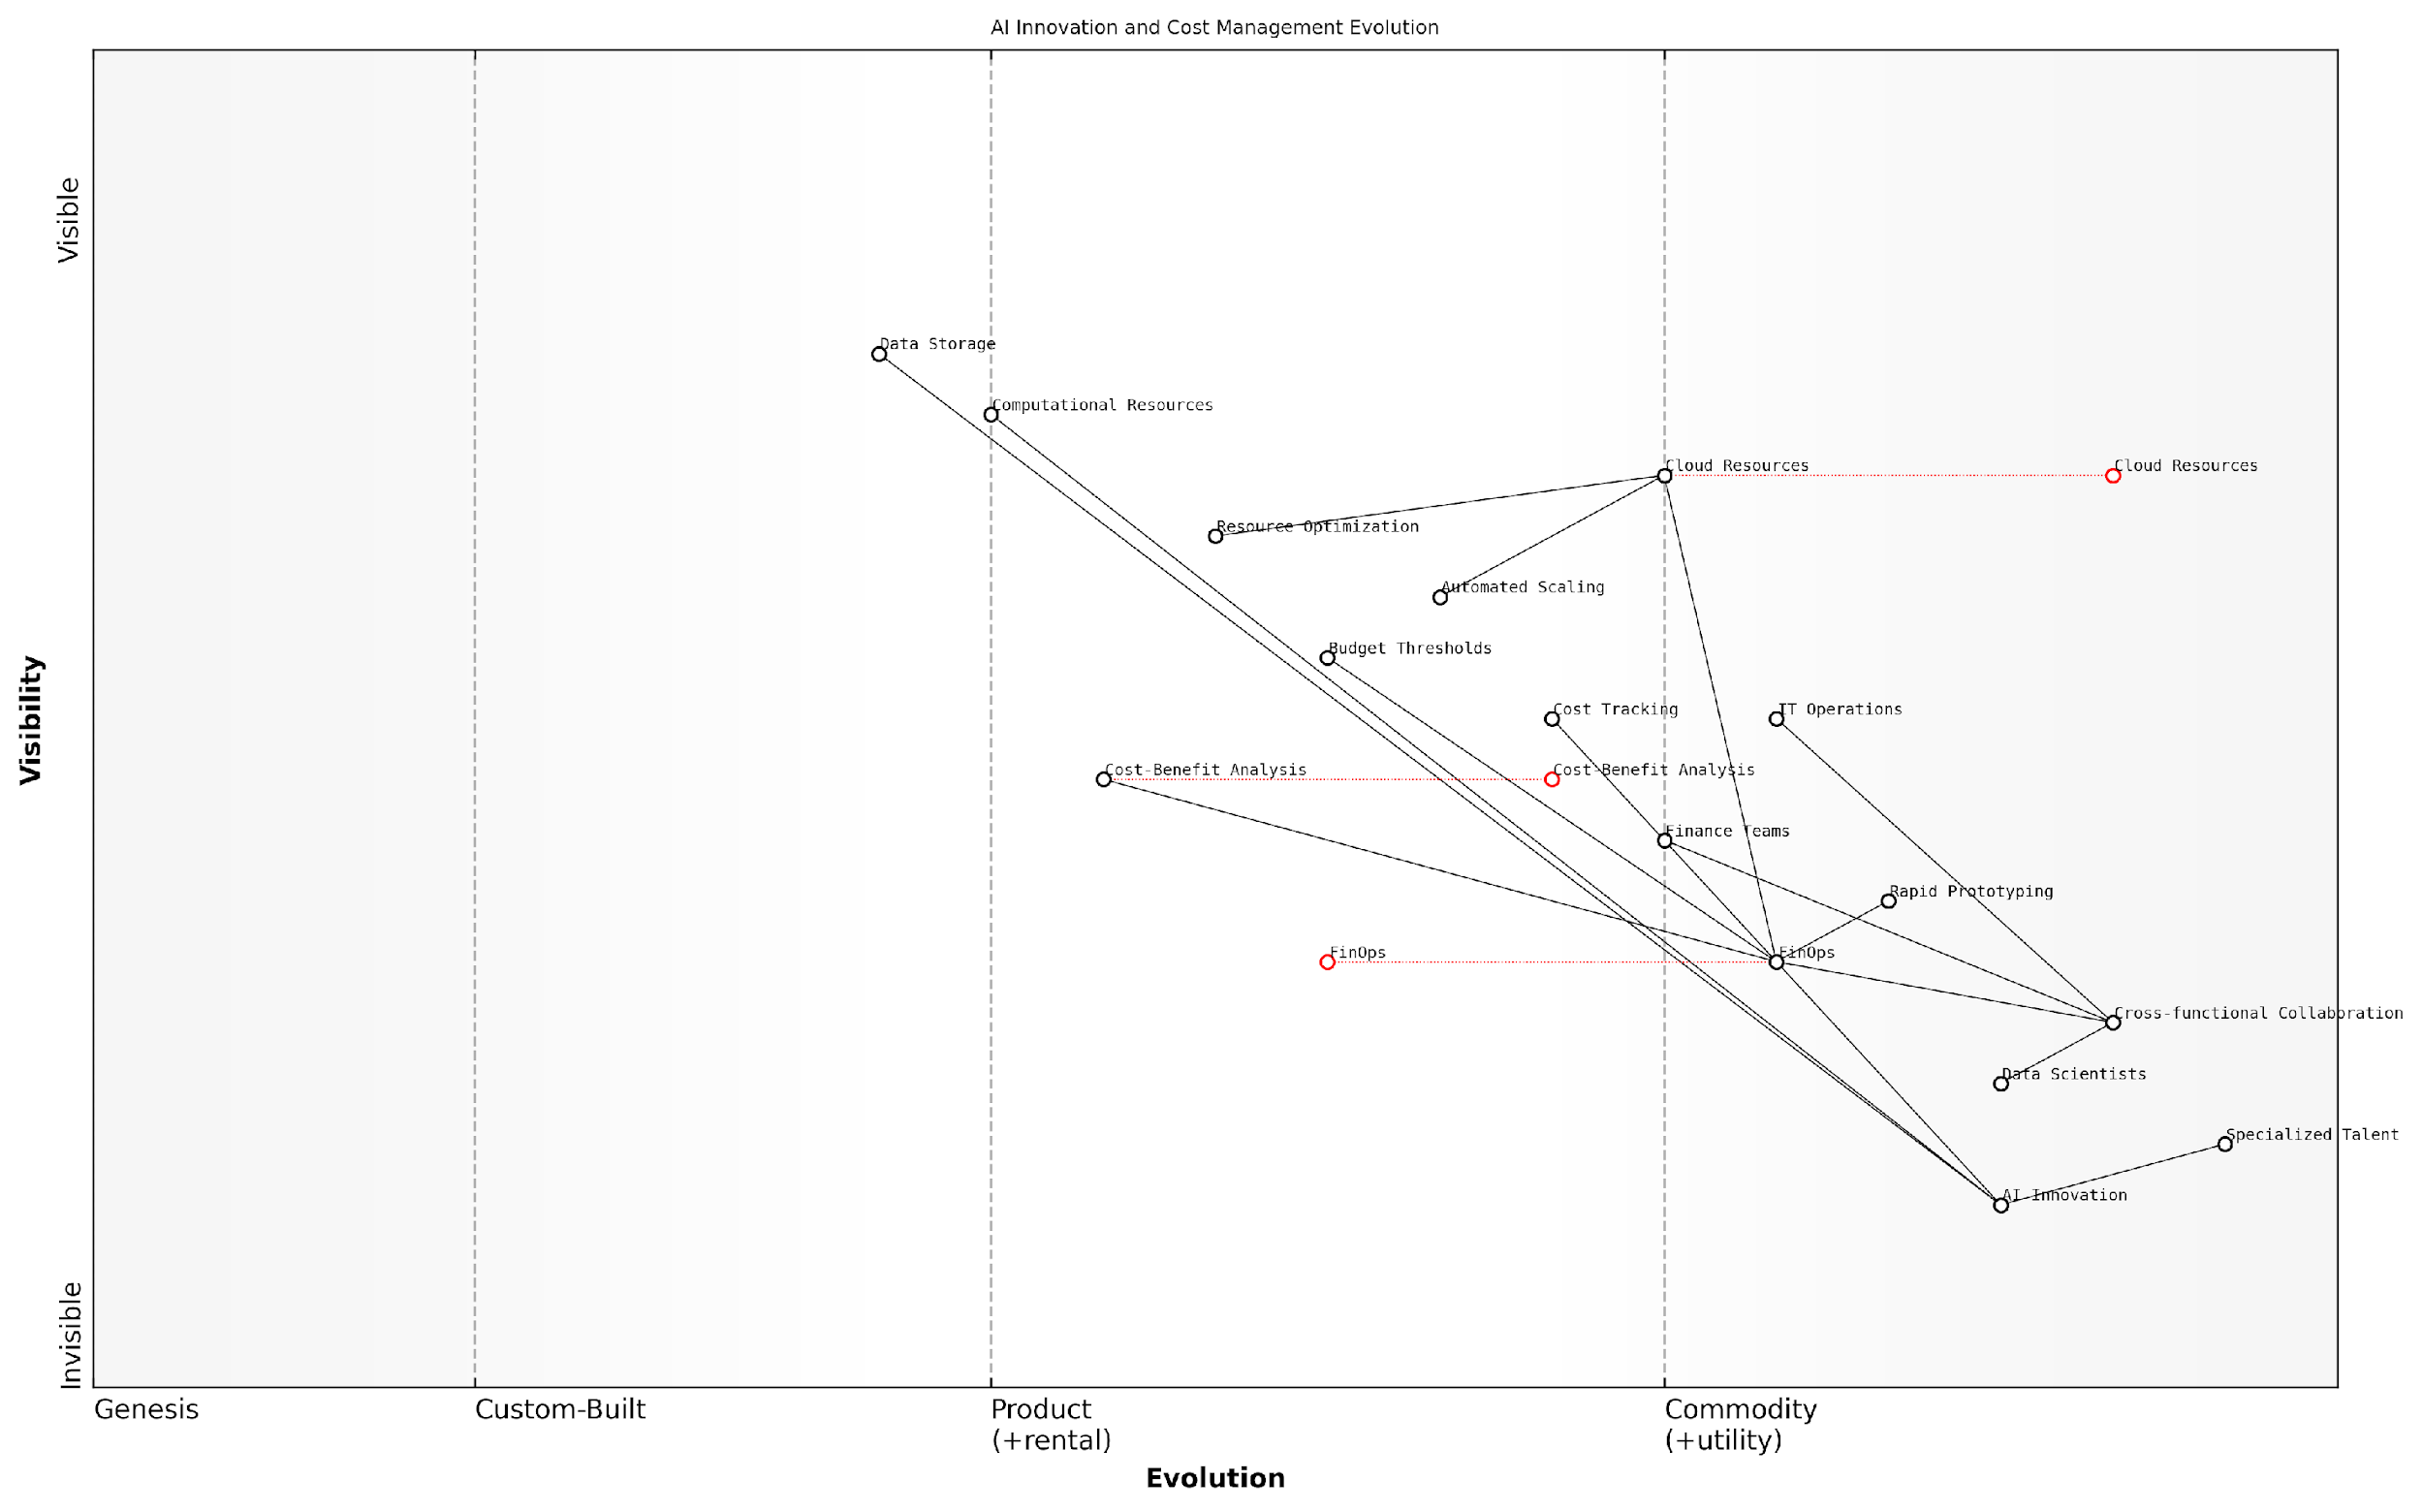 AI Innovation and Cost Management Evolution
Visible
Data Storage
Computational Resources
Cloud Resources
Cloud Resources
Resource Optimization
Automated Scaling
Budget Thresholds
Visibility
Cost Tracking
IT Operations
Cost-Benefit Analysis
Cost-Benefit Analysis
Finance Teams
Rapid Prototyping
FinOps
FinOps
Cross-functional Collaboration
Data Scientists
Specialized Talent
AI Innovation
Invisible
Genesis
Custom-Built
Product
(+rental)
Commodity
(+utility)
Evolution